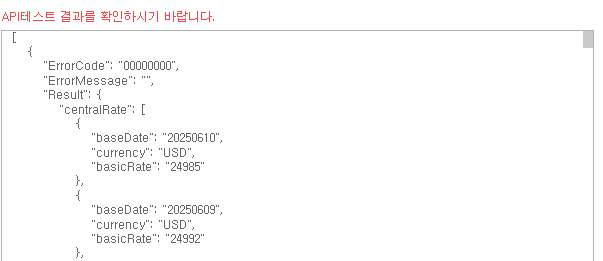 API테스트 결과를 확인하시기 바랍니다.
[
{
"ErrorCode": "00000000",
"ErrorMessage": "",
"Result": {
"centralRate": [
{
"baseDate": "20250610",
"currency": "USD",
"basicRate": "24985"
},
{
"baseDate": "20250609",
"currency": "USD",
"basicRate": "24992"
},